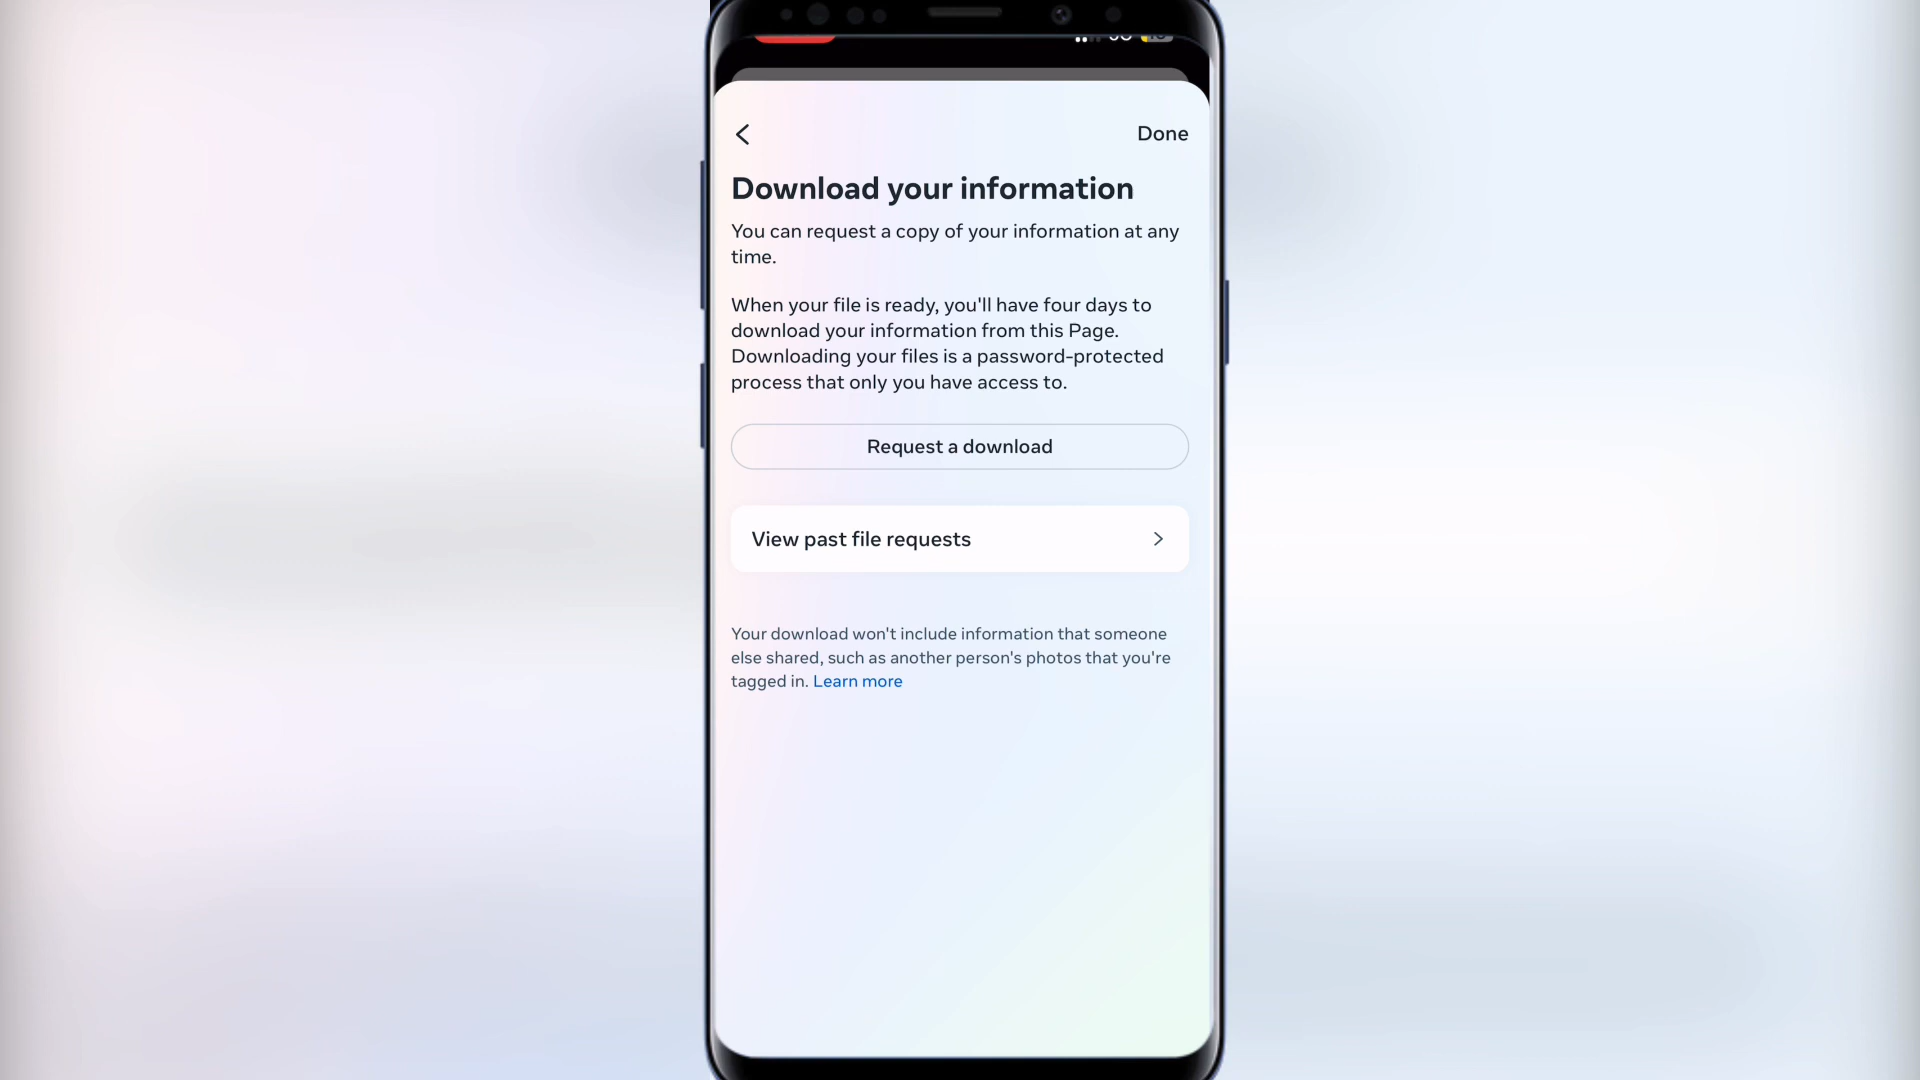 Done
Download your information
You can request a copy of your information at any
time.
When your file is ready, you'll have four days to
download your information from this Page.
Downloading your files is a password-protected
process that only you have access to.
Request a download
View past file requests
Your download won't include information that someone
else shared, such as another person's photos that you're
tagged in. Learn more